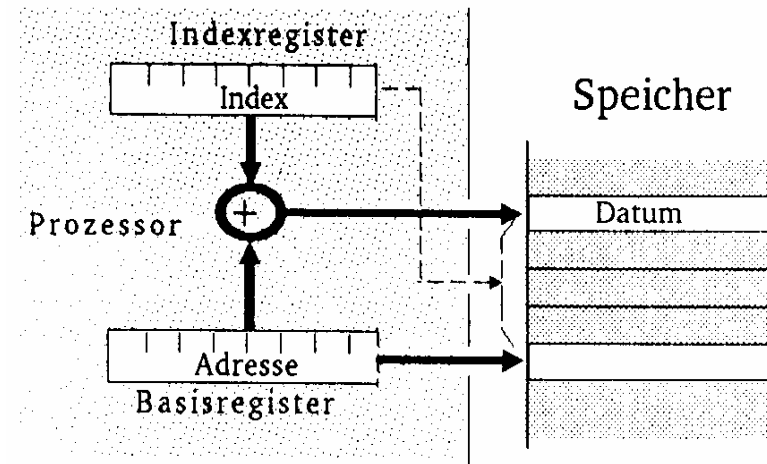 Indexregister
Index
Speicher
+
Datum
Prozessor
Adresse
Basisregister